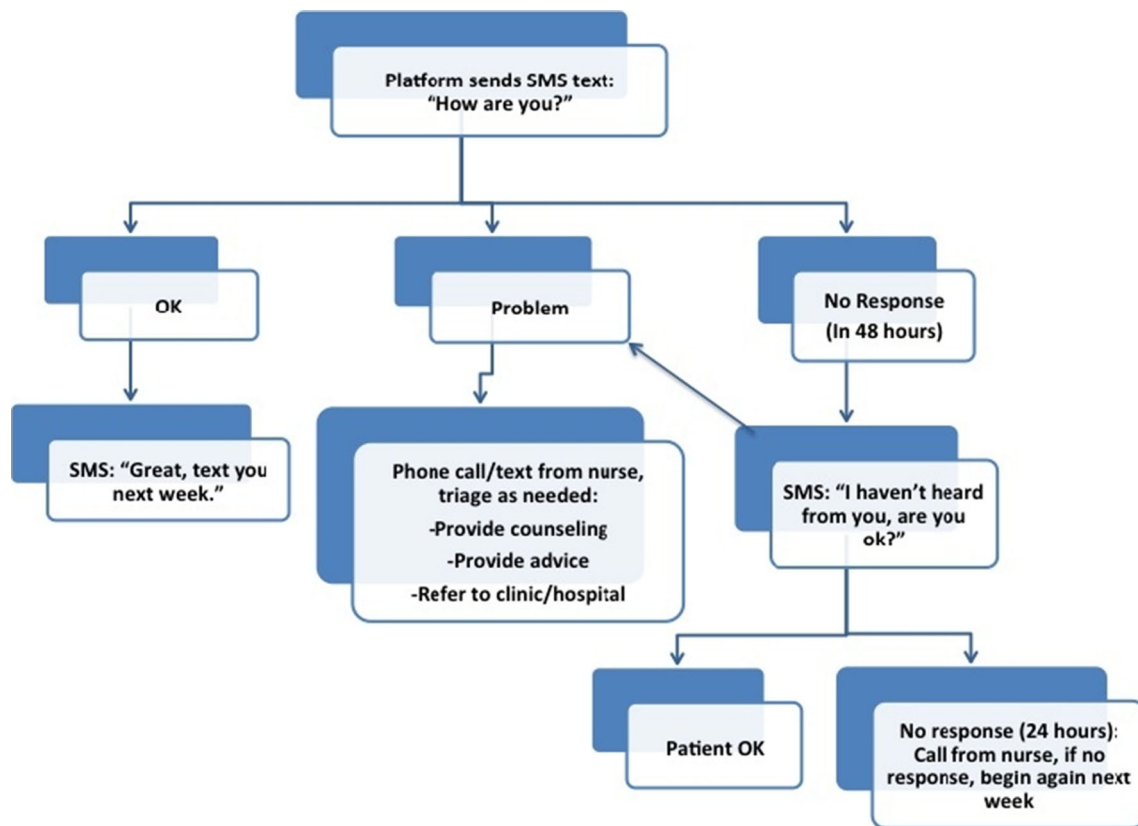 Platform sends SMS text:
“How are you?”
OK
Problem
No Response
(In 48 hours)
SMS: “Great, text you
next week.”
Phone call/text from nurse,
triage as needed:
-Provide counseling
-Provide advice
-Refer to clinic/hospital
SMS: “I haven’t heard
from you, are you
ok?”
Patient OK
No response (24 hours):
Call from nurse, if no
response, begin again next
week